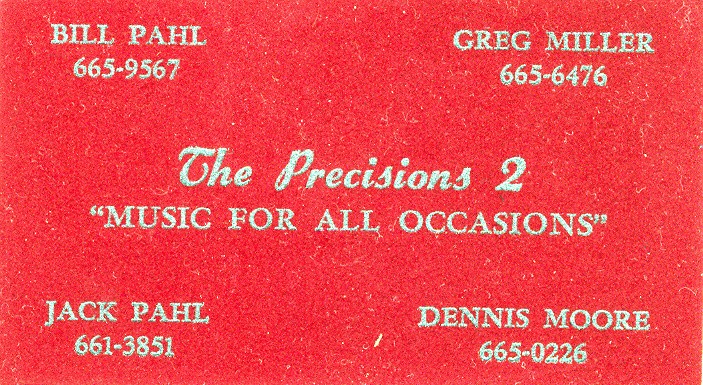 BILL PAHL
665-9567
GREG MILLER
665-6476
The Precisions 2
"MUSIC FOR ALL OCCASIONS"
JACK PAHL
661-3851
DENNIS MOORE
665-0226